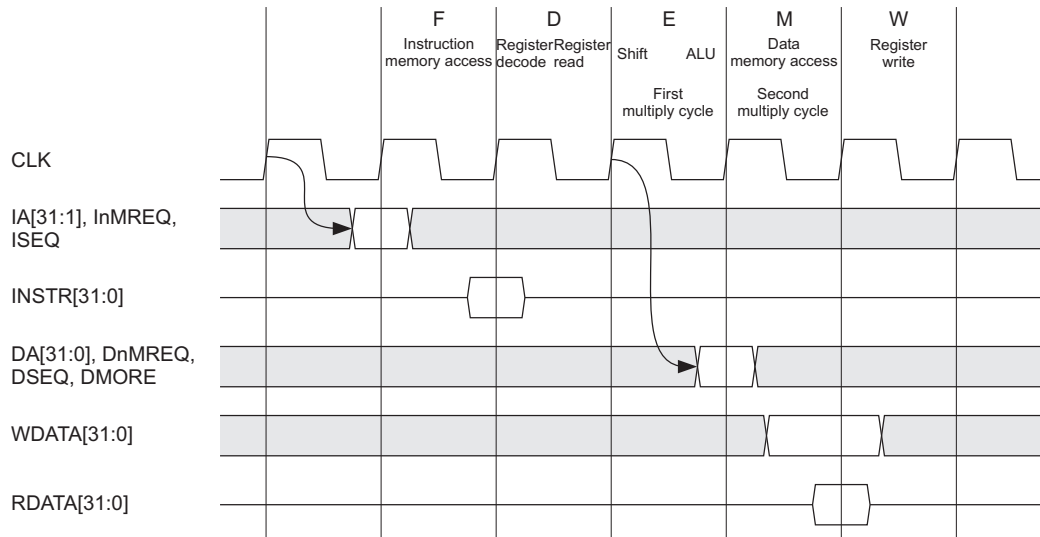 F D E M W
Instruction
memory access
RegisterRegister
decode read
Shift ALU
Data
memory access
Register
write
First
multiply cycle
Second
multiply cycle
CLK
IA[31:1], InMREQ,
ISEQ
INSTR[31:0]
DA[31:0], DnMREQ,
DSEQ, DMORE
WDATA[31:0]
RDATA[31:0]